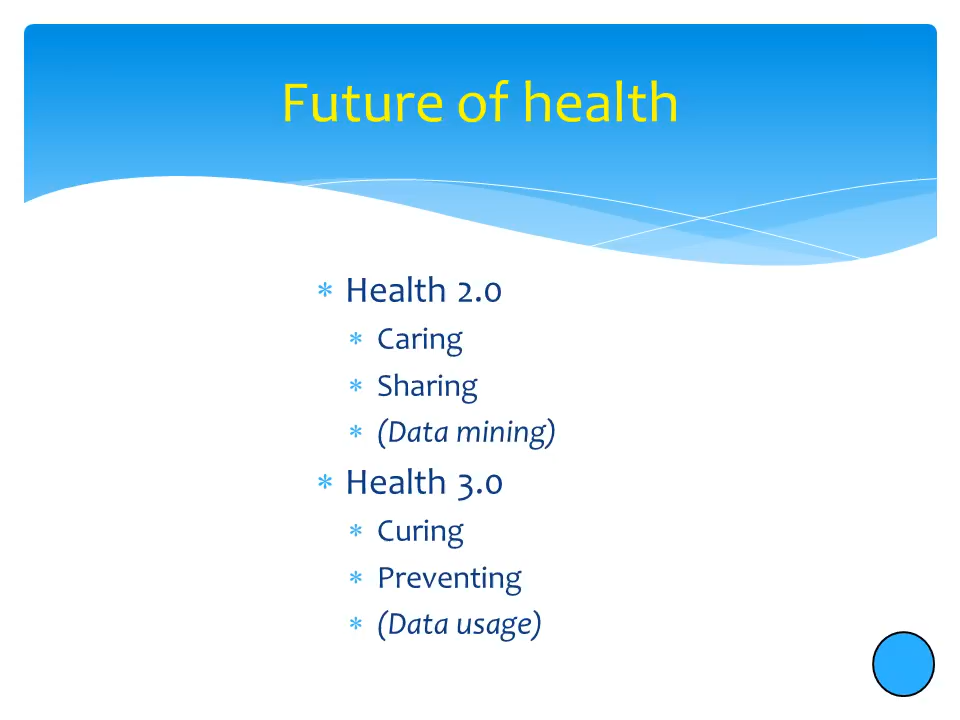 Future of health
* Health 2.0
* Caring
* Sharing
* (Data mining)
* Health 3.0
* Curing
* Preventing
* (Data usage)